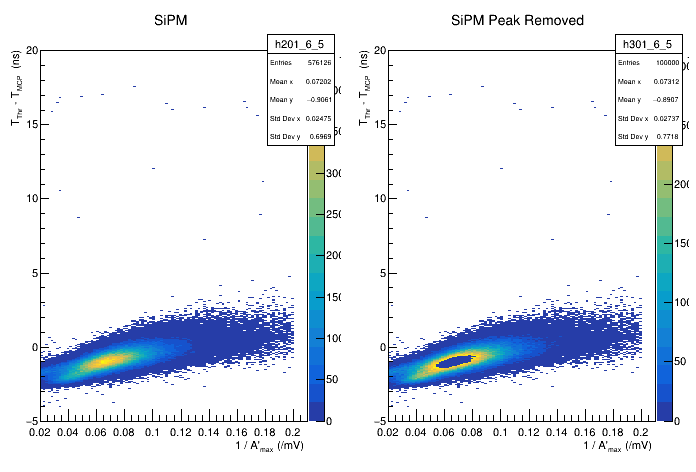 SiPM
h201_6_5
Entries 576126
Mean x 0.07202
Mean y −0.9061
Std Dev x 0.02475
Std Dev y 0.6969
T_Thr - T_MCP (ns)
20
15
10
5
0
−5
0.02 0.04 0.06 0.08 0.1 0.12 0.14 0.16 0.18 0.2
1 / A'_max (/mV)
200
150
100
50
0
SiPM Peak Removed
h301_6_5
Entries 100000
Mean x 0.07312
Mean y −0.8907
Std Dev x 0.02737
Std Dev y 0.7718
T_Thr - T_MCP (ns)
20
15
10
5
0
−5
0.02 0.04 0.06 0.08 0.1 0.12 0.14 0.16 0.18 0.2
1 / A'_max (/mV)
200
150
100
50
0